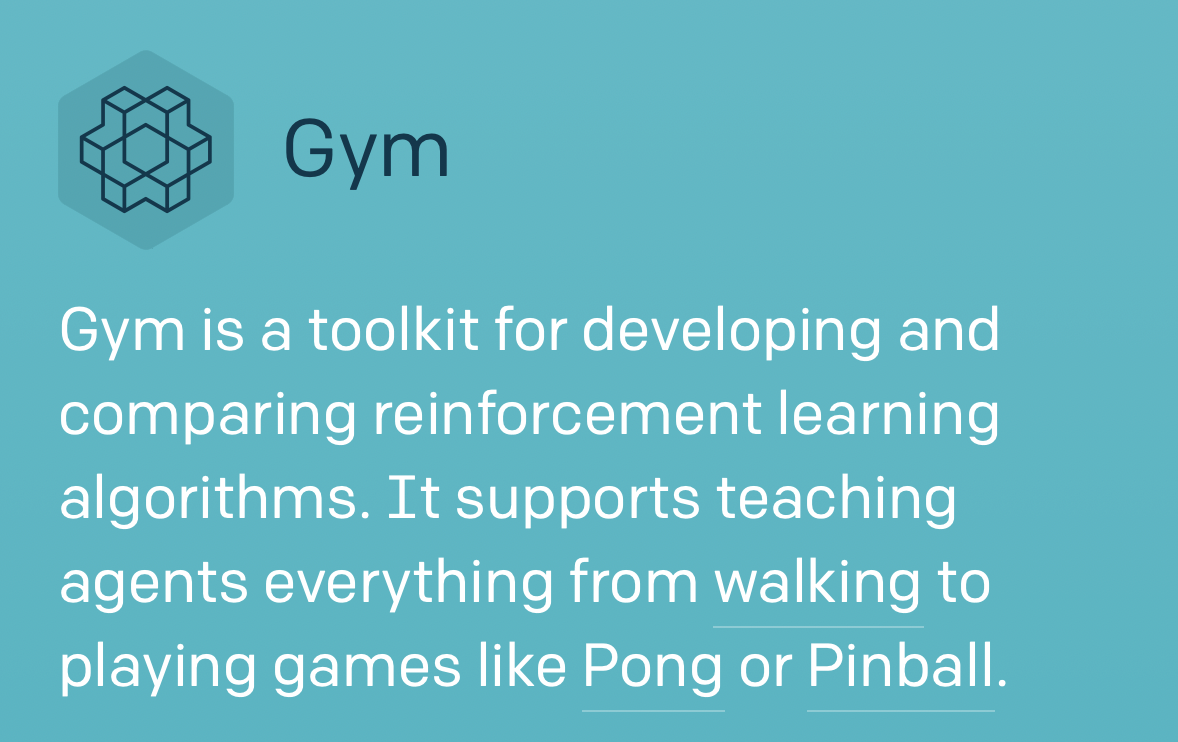 Gym
Gym is a toolkit for developing and
comparing reinforcement learning
algorithms. It supports teaching
agents everything from walking to
playing games like Pong or Pinball.